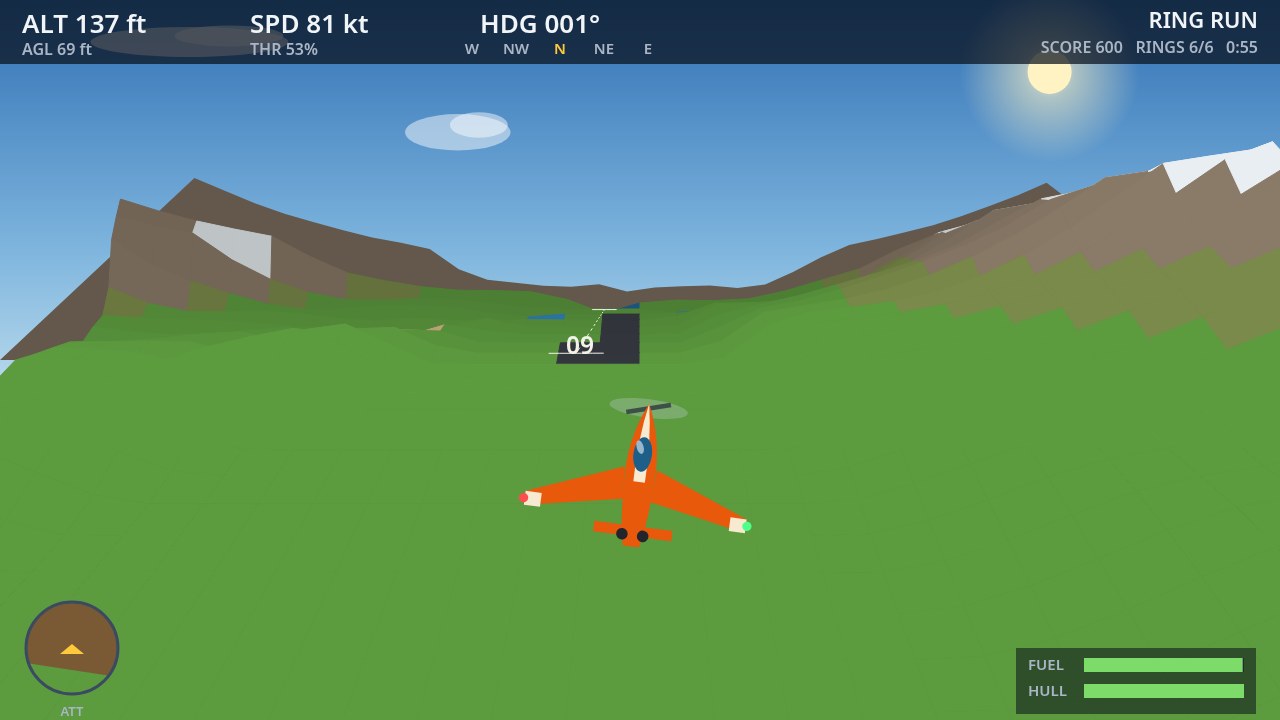 ALT 137 ft
AGL 69 ft
SPD 81 kt
THR 53%
HDG 001°
W NW N NE E
RING RUN
SCORE 600 RINGS 6/6 0:55
09
ATT
FUEL
HULL